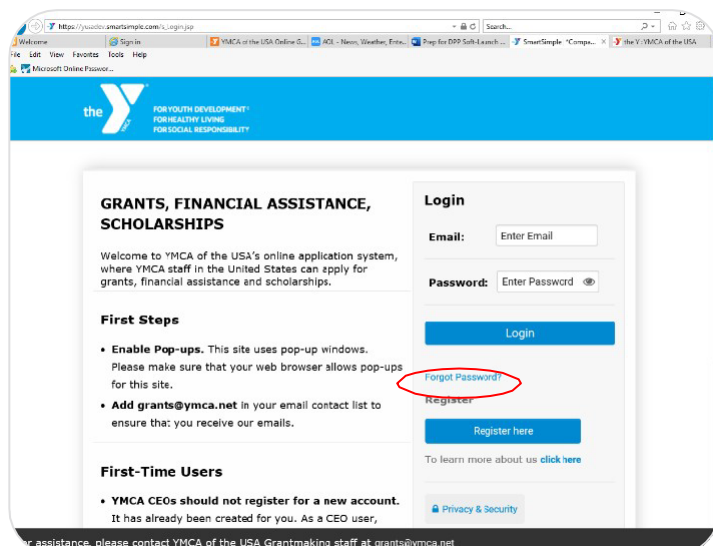 https://yusadev.smartsimple.com/s_Login.jsp
Search...
Welcome
Sign in
YMCA of the USA Online G...
AOL - News, Weather, Ente...
Prep for DPP Soft-Launch ...
SmartSimple "Compa...
the Y::YMCA of the USA
File Edit View Favorites Tools Help
Microsoft Online Passwor...
the
FOR YOUTH DEVELOPMENT
FOR HEALTHY LIVING
FOR SOCIAL RESPONSIBILITY
GRANTS, FINANCIAL ASSISTANCE,
SCHOLARSHIPS
Welcome to YMCA of the USA's online application system,
where YMCA staff in the United States can apply for
grants, financial assistance and scholarships.
First Steps
• Enable Pop-ups. This site uses pop-up windows.
Please make sure that your web browser allows pop-ups
for this site.
• Add grants@ymca.net in your email contact list to
ensure that you receive our emails.
First-Time Users
• YMCA CEOs should not register for a new account.
It has already been created for you. As a CEO user,
Login
Email: Enter Email
Password: Enter Password
Login
Forgot Password?
Register
Register here
To learn more about us click here
Privacy & Security
or assistance, please contact YMCA of the USA Grantmaking staff at grants@ymca.net